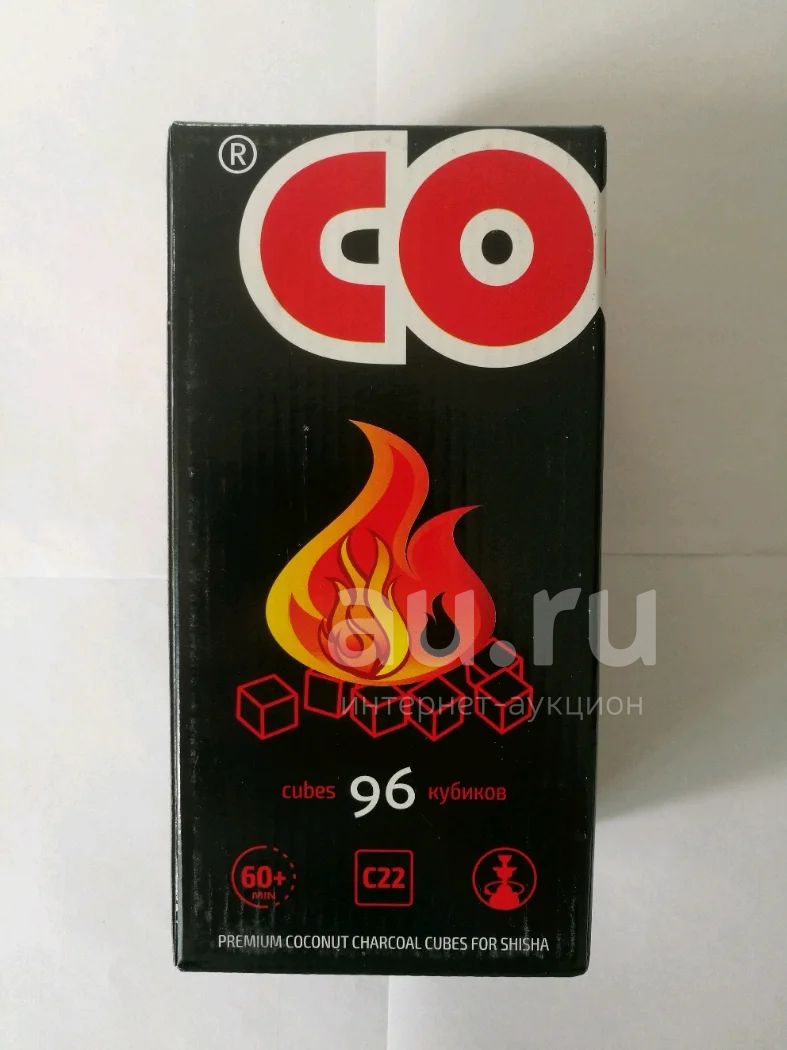 ® CO
au.ru
интернет-аукцион
cubes 96 кубиков
60+ MIN
C22
PREMIUM COCONUT CHARCOAL CUBES FOR SHISHA